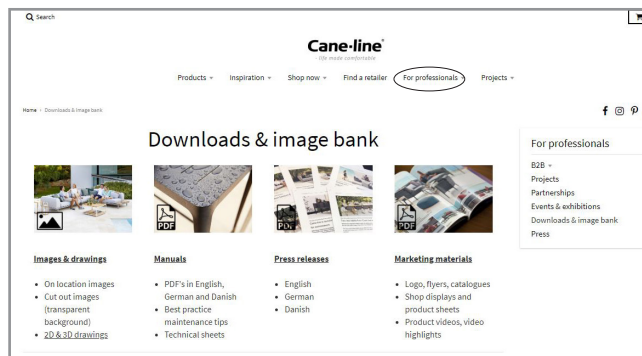 Search
Cane-line®
- life made comfortable
Products Inspiration Shop now Find a retailer For professionals Projects
Home › Downloads & image bank
Downloads & image bank
For professionals
B2B
Projects
Partnerships
Events & exhibitions
Downloads & image bank
Press
PDF
PDF
PDF
Images & drawings
• On location images
• Cut out images
(transparent
background)
• 2D & 3D drawings
Manuals
• PDF's in English,
German and Danish
• Best practice
maintenance tips
• Technical sheets
Press releases
• English
• German
• Danish
Marketing materials
• Logo, flyers, catalogues
• Shop displays and
product sheets
• Product videos, video
highlights